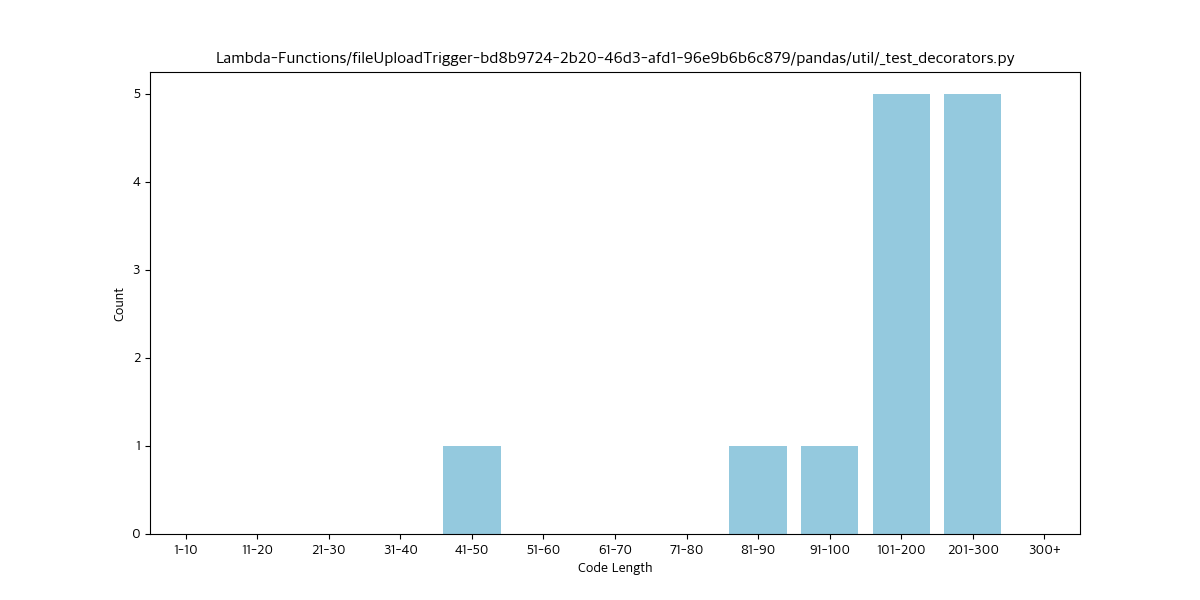 Lambda-Functions/fileUploadTrigger-bd8b9724-2b20-46d3-afd1-96e9b6b6c879/pandas/util/_test_decorators.py
5
4
3
2
1
0
Count
1-10 11-20 21-30 31-40 41-50 51-60 61-70 71-80 81-90 91-100 101-200 201-300 300+
Code Length